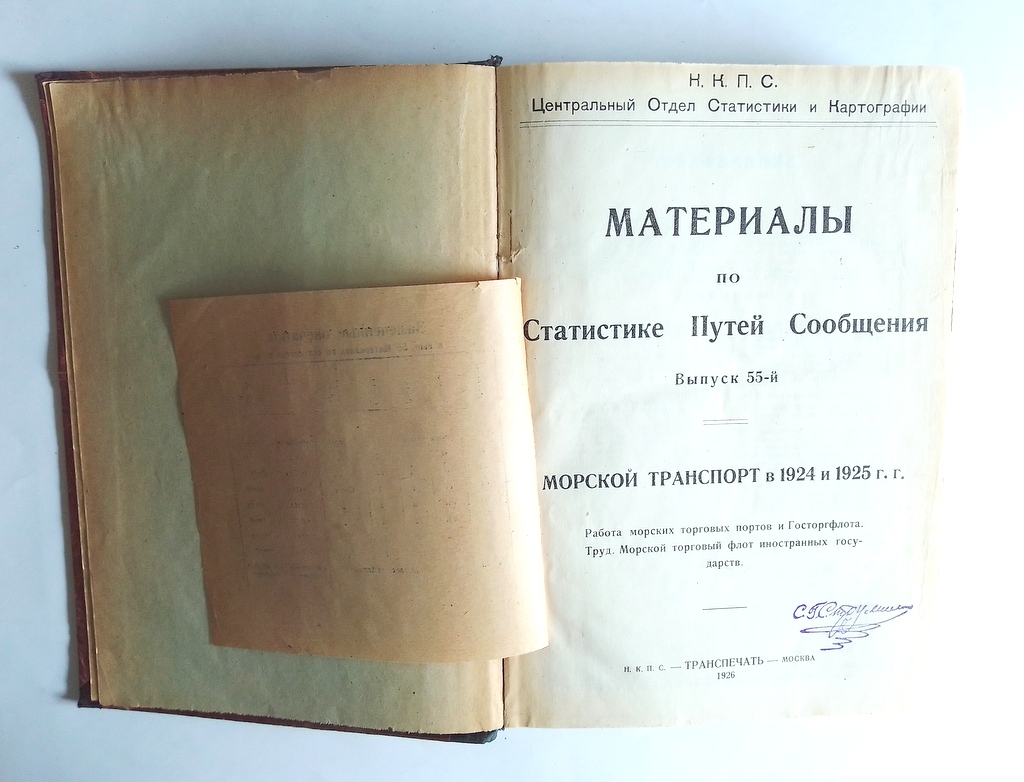 Н. К. П. С.
Центральный Отдел Статистики и Картографии
МАТЕРИАЛЫ
ПО
Статистике Путей Сообщения
Выпуск 55-й
МОРСКОЙ ТРАНСПОРТ в 1924 и 1925 г. г.
Работа морских торговых портов и Госторгфлота.
Труд. Морской торговый флот иностранных госу-
дарств.
Н. К. П. С. — ТРАНСПЕЧАТЬ — МОСКВА
1926